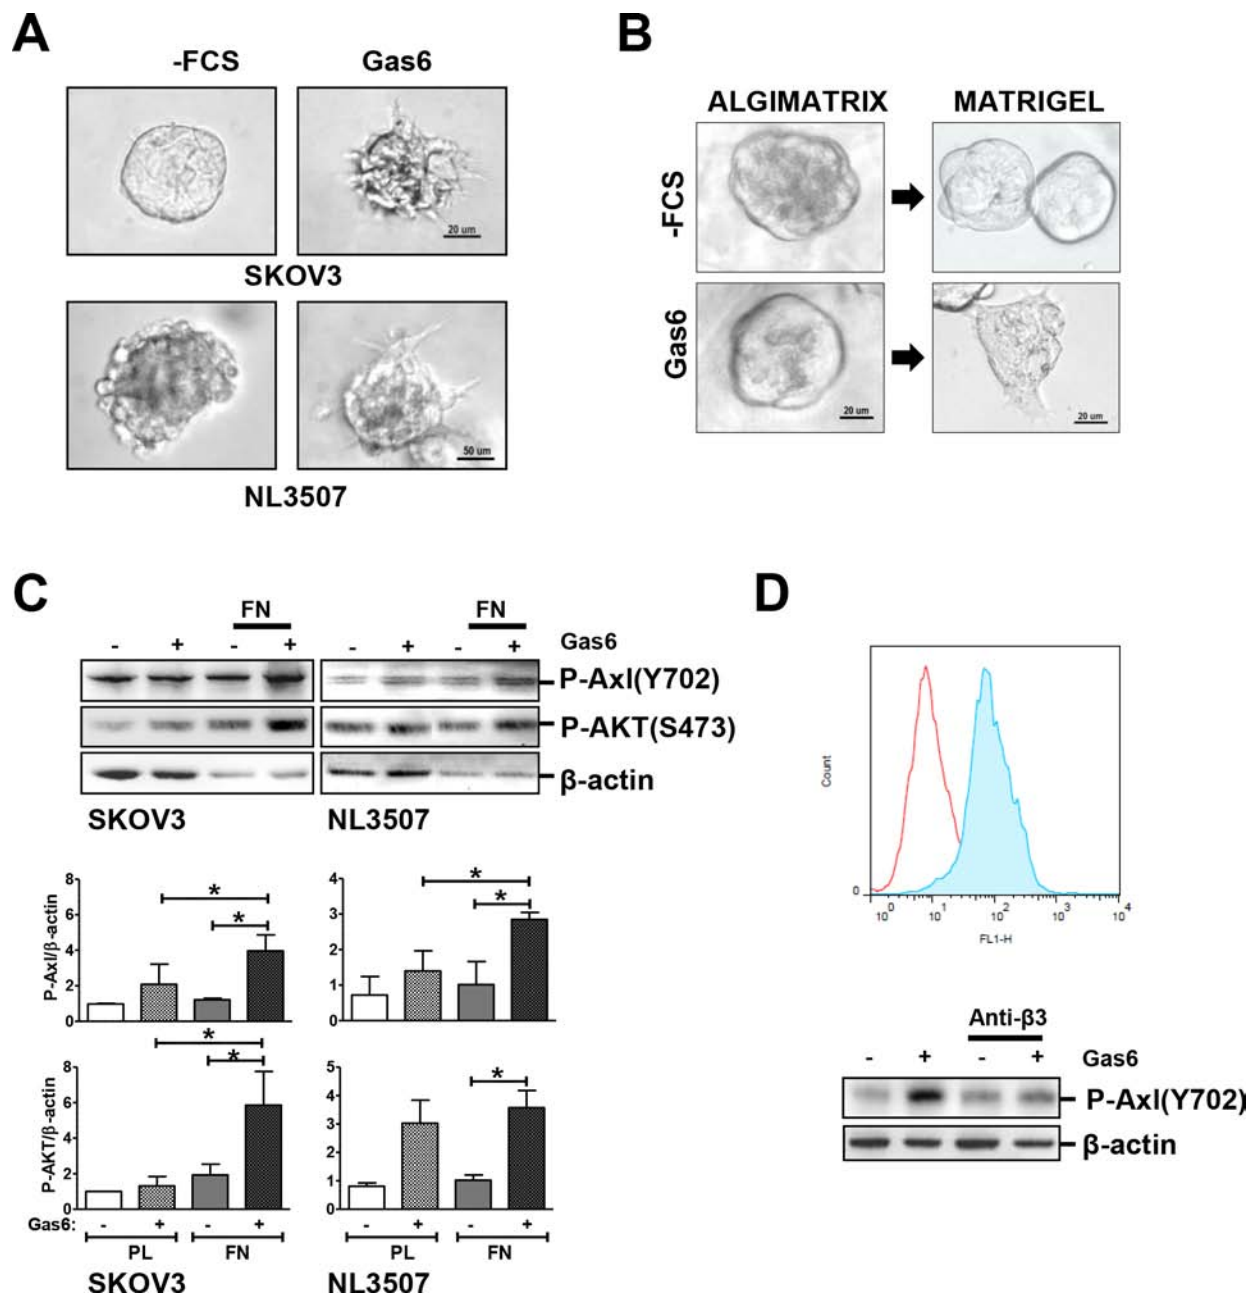 A
-FCS Gas6
20 um
SKOV3
50 um
NL3507
B
ALGIMATRIX MATRIGEL
-FCS
Gas6
20 um 20 um
C
FN FN
- + - + - + - + Gas6
P-Axl(Y702)
P-AKT(S473)
β-actin
SKOV3 NL3507
P-Axl/β-actin
8
6
4
2
0
* *
4
3
2
1
0
* *
P-AKT/β-actin
8
6
4
2
0
* *
5
4
3
2
1
0
*
Gas6: - + - + - + - +
PL FN PL FN
SKOV3 NL3507
D
Count
0
10^0 10^1 10^2 10^3 10^4
FL1-H
Anti-β3
- + - + Gas6
P-Axl(Y702)
β-actin